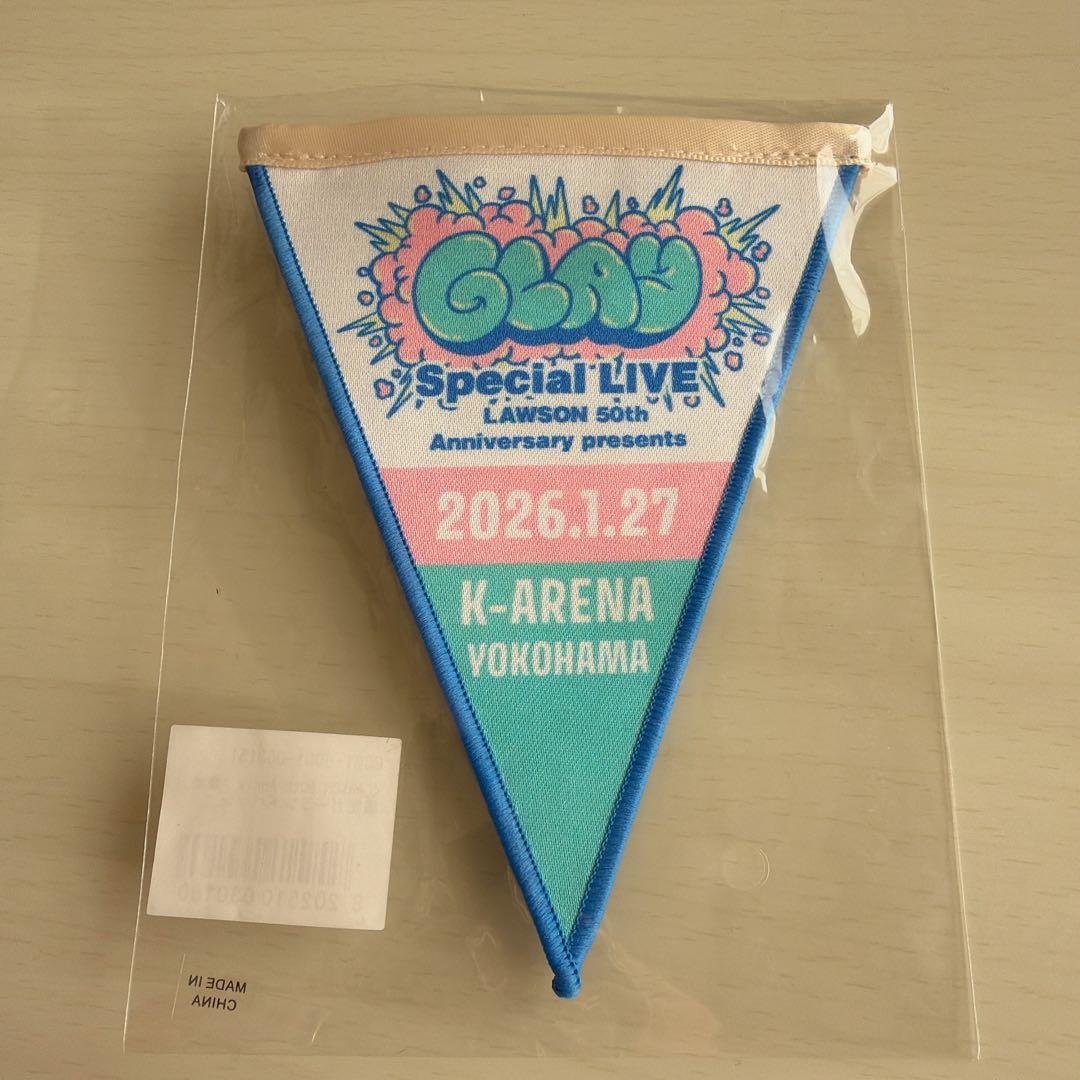 GLAY
Special LIVE
LAWSON 50th
Anniversary presents
2026.1.27
K-ARENA
YOKOHAMA
MADE IN
CHINA